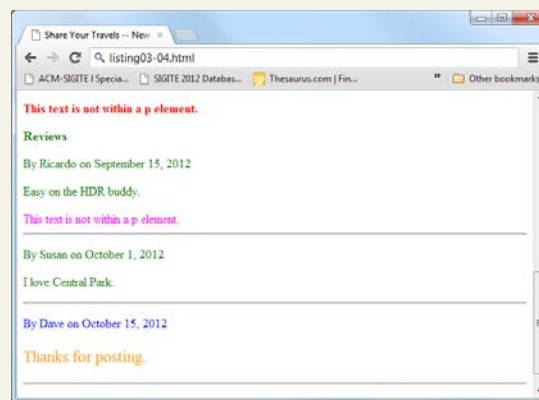 Share Your Travels -- New
listing03-04.html
ACM-SIGITE I Specia... SIGITE 2012 Databas... Thesaurus.com | Fin... » Other bookmarks
This text is not within a p element.
Reviews
By Ricardo on September 15, 2012
Easy on the HDR buddy.
This text is not within a p element.
By Susan on October 1, 2012
I love Central Park.
By Dave on October 15, 2012
Thanks for posting.